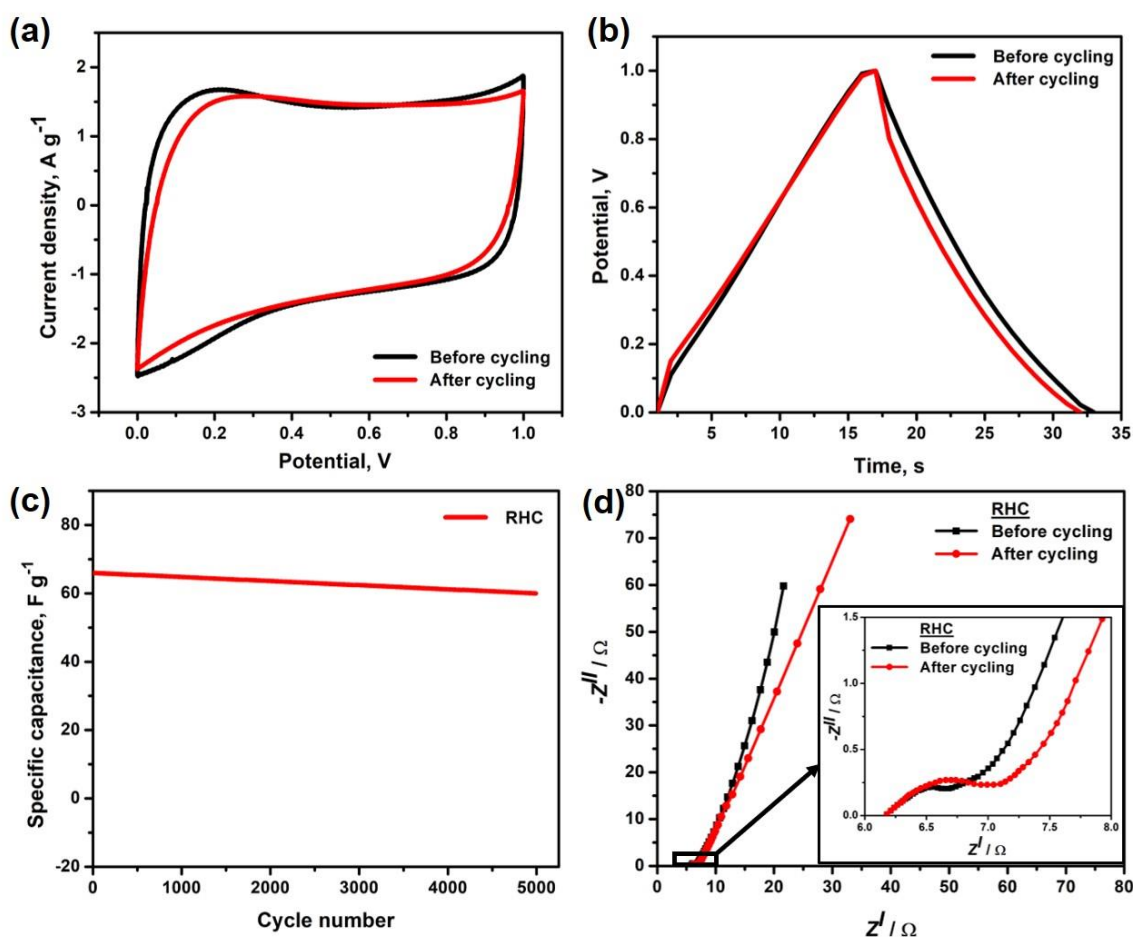 (a)
Current density, A g-1
2
1
0
-1
-2
-3
Before cycling
After cycling
0.0 0.2 0.4 0.6 0.8 1.0
Potential, V
(b)
Potential, V
1.0
0.8
0.6
0.4
0.2
0.0
Before cycling
After cycling
5 10 15 20 25 30 35
Time, s
(c)
Specific capacitance, F g-1
80
60
40
20
0
-20
RHC
0 1000 2000 3000 4000 5000
Cycle number
(d)
-ZII/ Ω
80
70
60
50
40
30
20
10
0
RHC
Before cycling
After cycling
0 10 20 30 40 50 60 70 80
ZI / Ω
-ZII/ Ω
1.5
1.0
0.5
0.0
RHC
Before cycling
After cycling
6.0 6.5 7.0 7.5 8.0
ZI / Ω